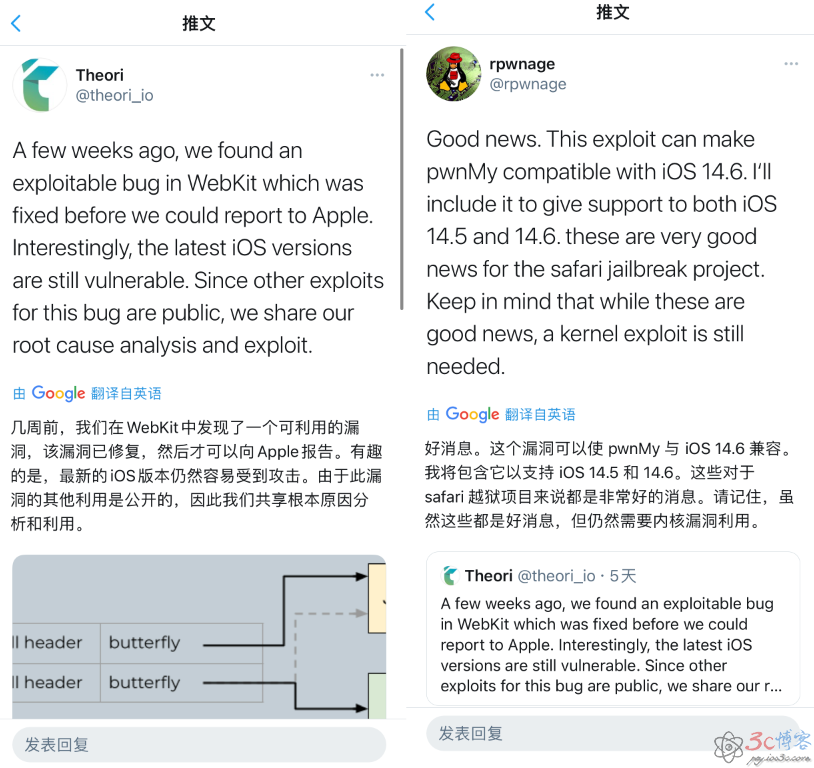 推文
Theori
@theori_io
A few weeks ago, we found an
exploitable bug in WebKit which was
fixed before we could report to Apple.
Interestingly, the latest iOS versions
are still vulnerable. Since other exploits
for this bug are public, we share our
root cause analysis and exploit.
由 Google 翻译自英语
几周前，我们在 WebKit 中发现了一个可利用的漏
洞，该漏洞已修复，然后才可以向 Apple 报告。有趣
的是，最新的 iOS 版本仍然容易受到攻击。由于此漏
洞的其他利用是公开的，因此我们共享根本原因分
析和利用。
ll header butterfly
ll header butterfly
发表回复
推文
rpwnage
@rpwnage
Good news. This exploit can make
pwnMy compatible with iOS 14.6. I‘ll
include it to give support to both iOS
14.5 and 14.6. these are very good
news for the safari jailbreak project.
Keep in mind that while these are
good news, a kernel exploit is still
needed.
由 Google 翻译自英语
好消息。这个漏洞可以使 pwnMy 与 iOS 14.6 兼容。
我将包含它以支持 iOS 14.5 和 14.6。这些对于
safari 越狱项目来说都是非常好的消息。请记住，虽
然这些都是好消息，但仍然需要内核漏洞利用。
Theori @theori_io · 5天
A few weeks ago, we found an exploitable bug
in WebKit which was fixed before we could
report to Apple. Interestingly, the latest iOS
versions are still vulnerable. Since other
exploits for this bug are public, we share our r...
发表回复
3c博客